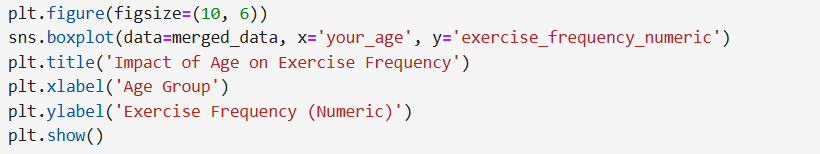 plt.figure(figsize=(10, 6))
sns.boxplot(data=merged_data, x='your_age', y='exercise_frequency_numeric')
plt.title('Impact of Age on Exercise Frequency')
plt.xlabel('Age Group')
plt.ylabel('Exercise Frequency (Numeric)')
plt.show()